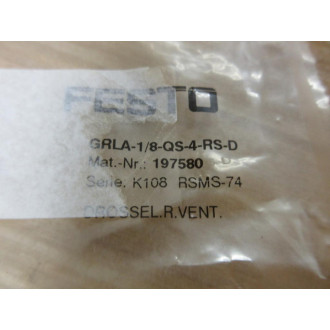 FESTO
GRLA-1/8-QS-4-RS-D
Mat.-Nr.: 197580
Serie. K108 RSMS-74
DROSSEL.R.VENT.